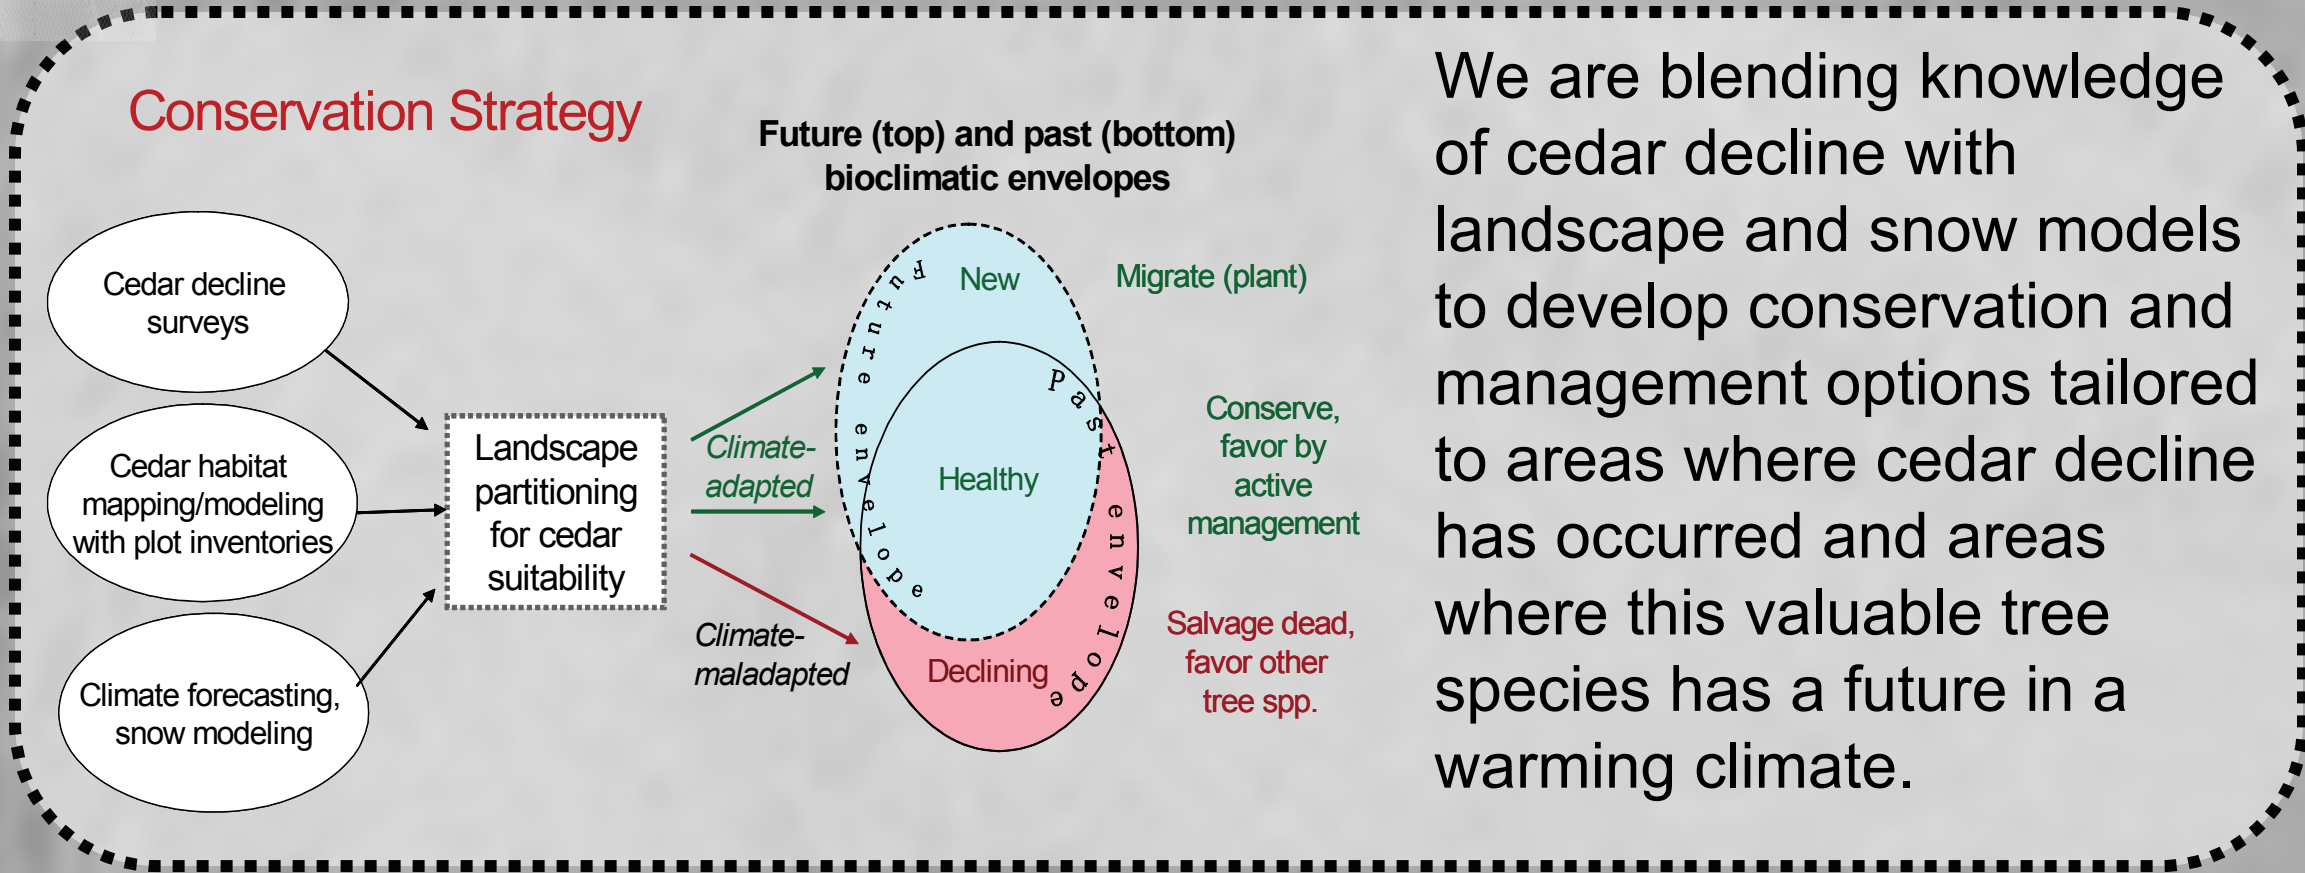 Conservation Strategy
Future (top) and past (bottom)
bioclimatic envelopes
Cedar decline
surveys
Cedar habitat
mapping/modeling
with plot inventories
Climate forecasting,
snow modeling
Landscape
partitioning
for cedar
suitability
Climate-
adapted
Climate-
maladapted
Future envelope
Past envelope
New
Healthy
Declining
Migrate (plant)
Conserve,
favor by
active
management
Salvage dead,
favor other
tree spp.
We are blending knowledge
of cedar decline with
landscape and snow models
to develop conservation and
management options tailored
to areas where cedar decline
has occurred and areas
where this valuable tree
species has a future in a
warming climate.